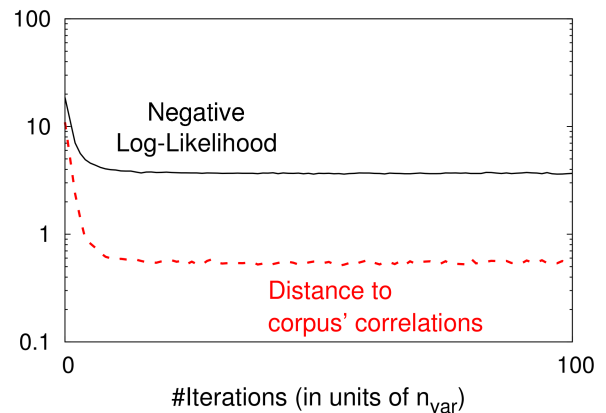 100
10
1
0.1
Negative
Log-Likelihood
Distance to
corpus' correlations
0
100
#Iterations (in units of nvar)